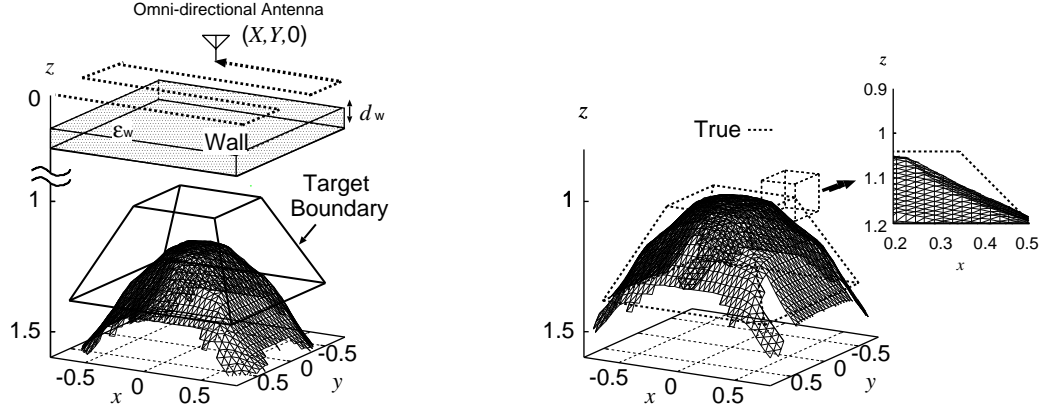 Omni-directional Antenna
(X,Y,0)
z
0
d w
εw
Wall
1
Target
Boundary
1.5
-0.5
0
0.5
x
-0.5
0
0.5
y
z
True
1
1.5
-0.5
0
0.5
x
-0.5
0
0.5
y
z
0.9
1
1.1
1.2
0.2 0.3 0.4 0.5
x